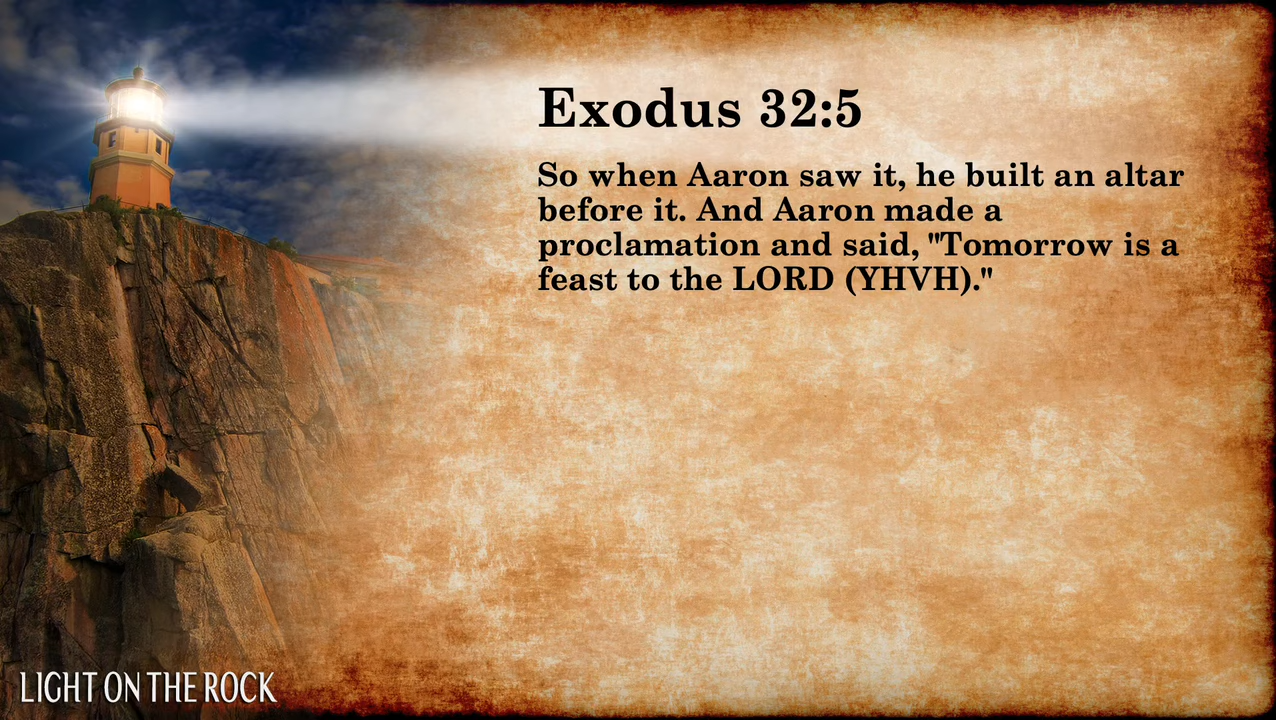 Exodus 32:5
So when Aaron saw it, he built an altar
before it. And Aaron made a
proclamation and said, "Tomorrow is a
feast to the LORD (YHVH)."
LIGHT ON THE ROCK